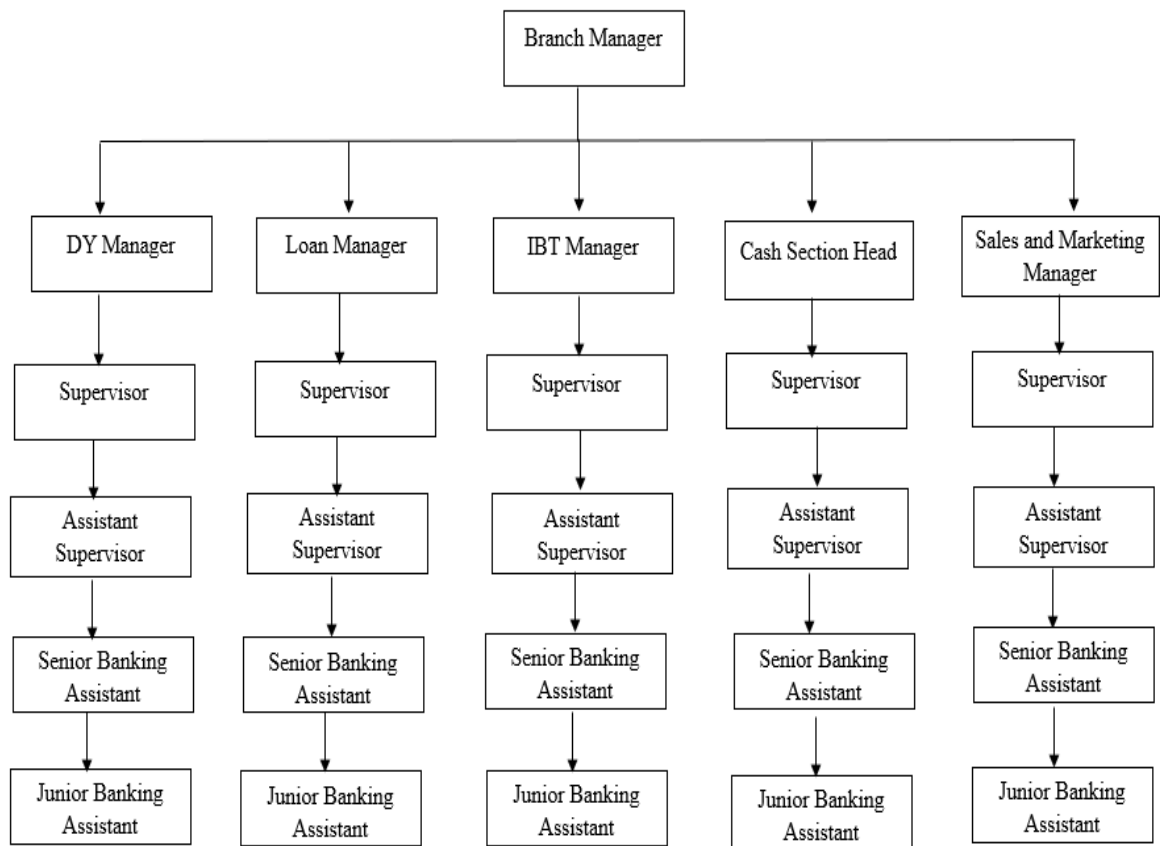 Branch Manager
DY Manager
Loan Manager
IBT Manager
Cash Section Head
Sales and Marketing
Manager
Supervisor
Supervisor
Supervisor
Supervisor
Supervisor
Assistant
Supervisor
Assistant
Supervisor
Assistant
Supervisor
Assistant
Supervisor
Assistant
Supervisor
Senior Banking
Assistant
Senior Banking
Assistant
Senior Banking
Assistant
Senior Banking
Assistant
Senior Banking
Assistant
Junior Banking
Assistant
Junior Banking
Assistant
Junior Banking
Assistant
Junior Banking
Assistant
Junior Banking
Assistant